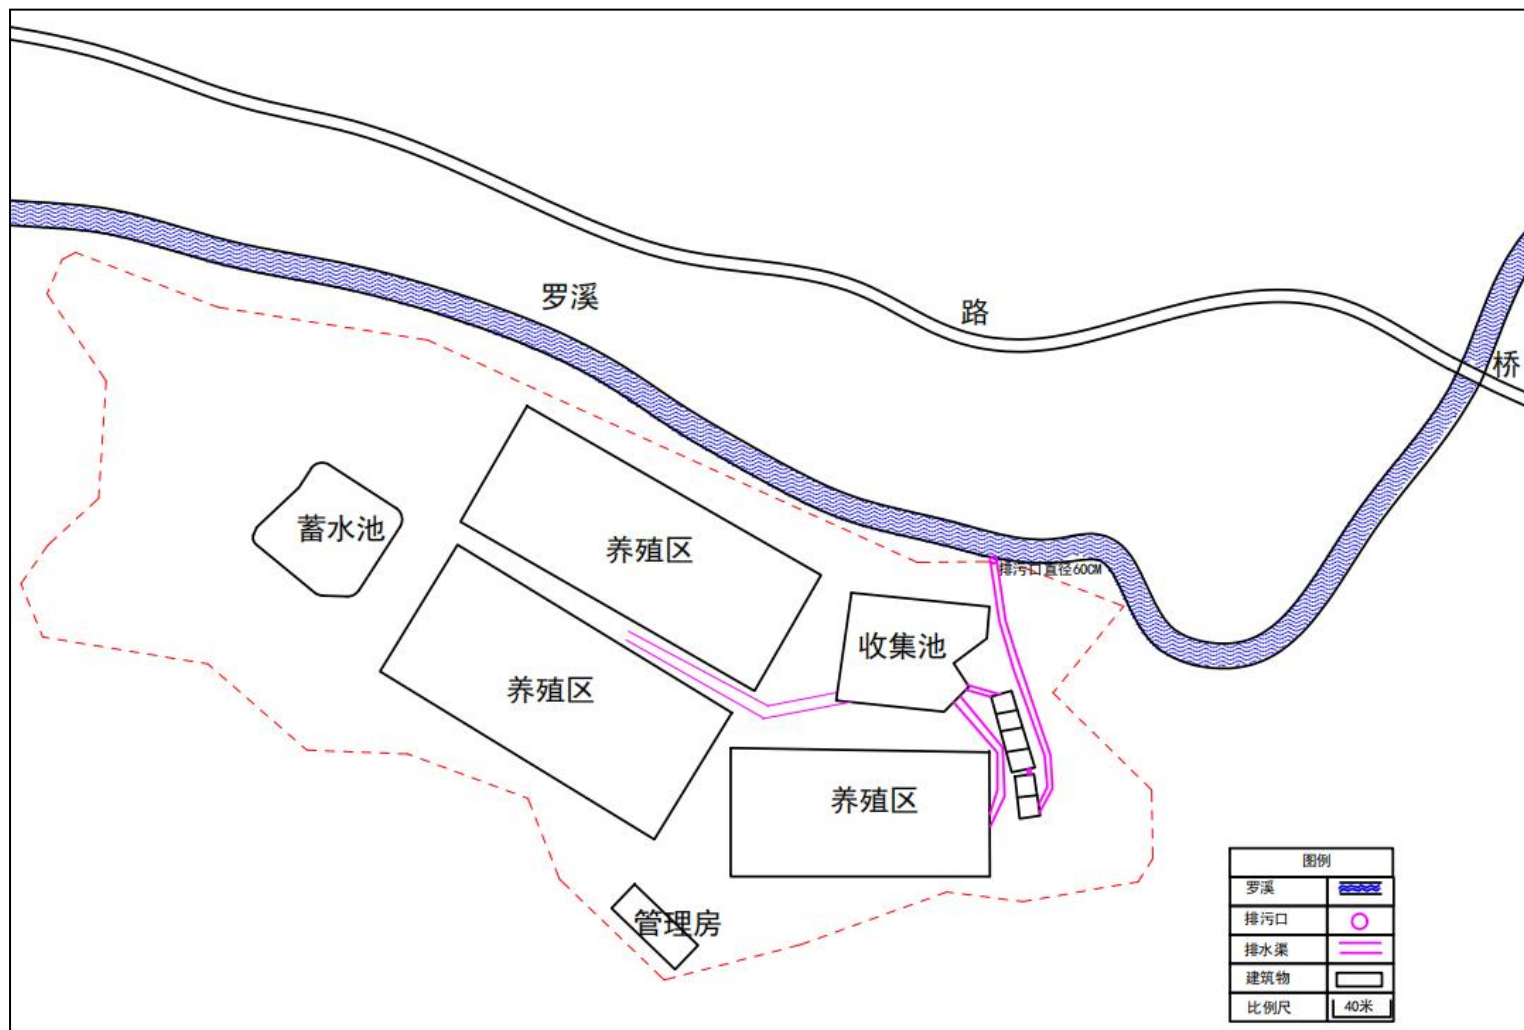 罗溪
路
桥
蓄水池
养殖区
排污口直径60CM
养殖区
收集池
养殖区
管理房
图例
罗溪
排污口
排水渠
建筑物
比例尺 40米